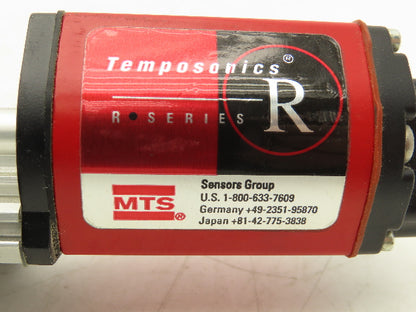 Temposonics®
R
R • SERIES
MTS®
Sensors Group
U.S. 1-800-633-7609
Germany +49-2351-95870
Japan +81-42-775-3838